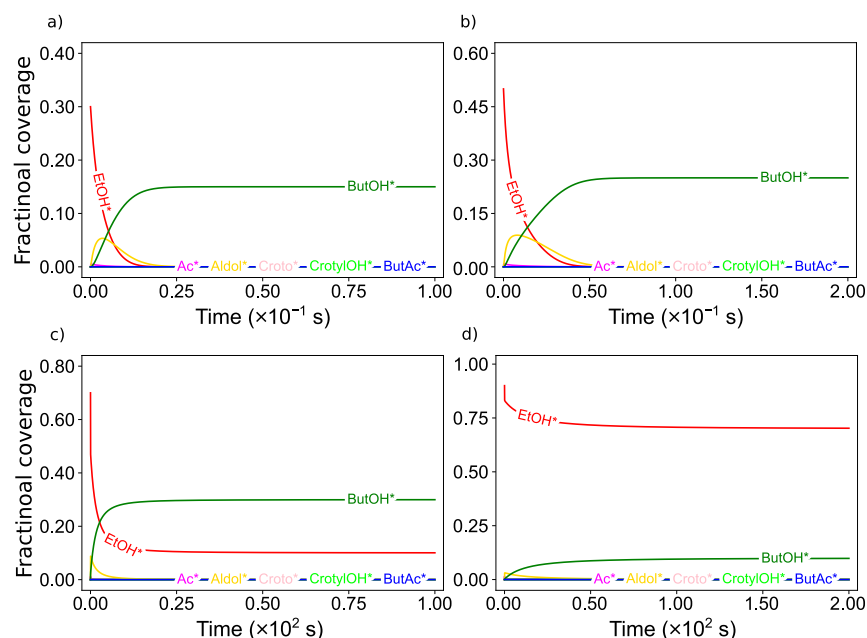 a)
0.40
0.30
0.20
0.10
0.00
Fractinoal coverage
EtOH*
ButOH*
Ac* Aldol* Croto* CrotylOH* ButAc*
0.00 0.25 0.50 0.75 1.00
Time (×10⁻¹ s)
b)
0.60
0.45
0.30
0.15
0.00
EtOH*
ButOH*
Ac* Aldol* Croto* CrotylOH* ButAc*
0.00 0.50 1.00 1.50 2.00
Time (×10⁻¹ s)
c)
0.80
0.60
0.40
0.20
0.00
Fractinoal coverage
EtOH*
ButOH*
Ac* Aldol* Croto* CrotylOH* ButAc*
0.00 0.25 0.50 0.75 1.00
Time (×10² s)
d)
1.00
0.75
0.50
0.25
0.00
EtOH*
ButOH*
Ac* Aldol* Croto* CrotylOH* ButAc*
0.00 0.50 1.00 1.50 2.00
Time (×10² s)